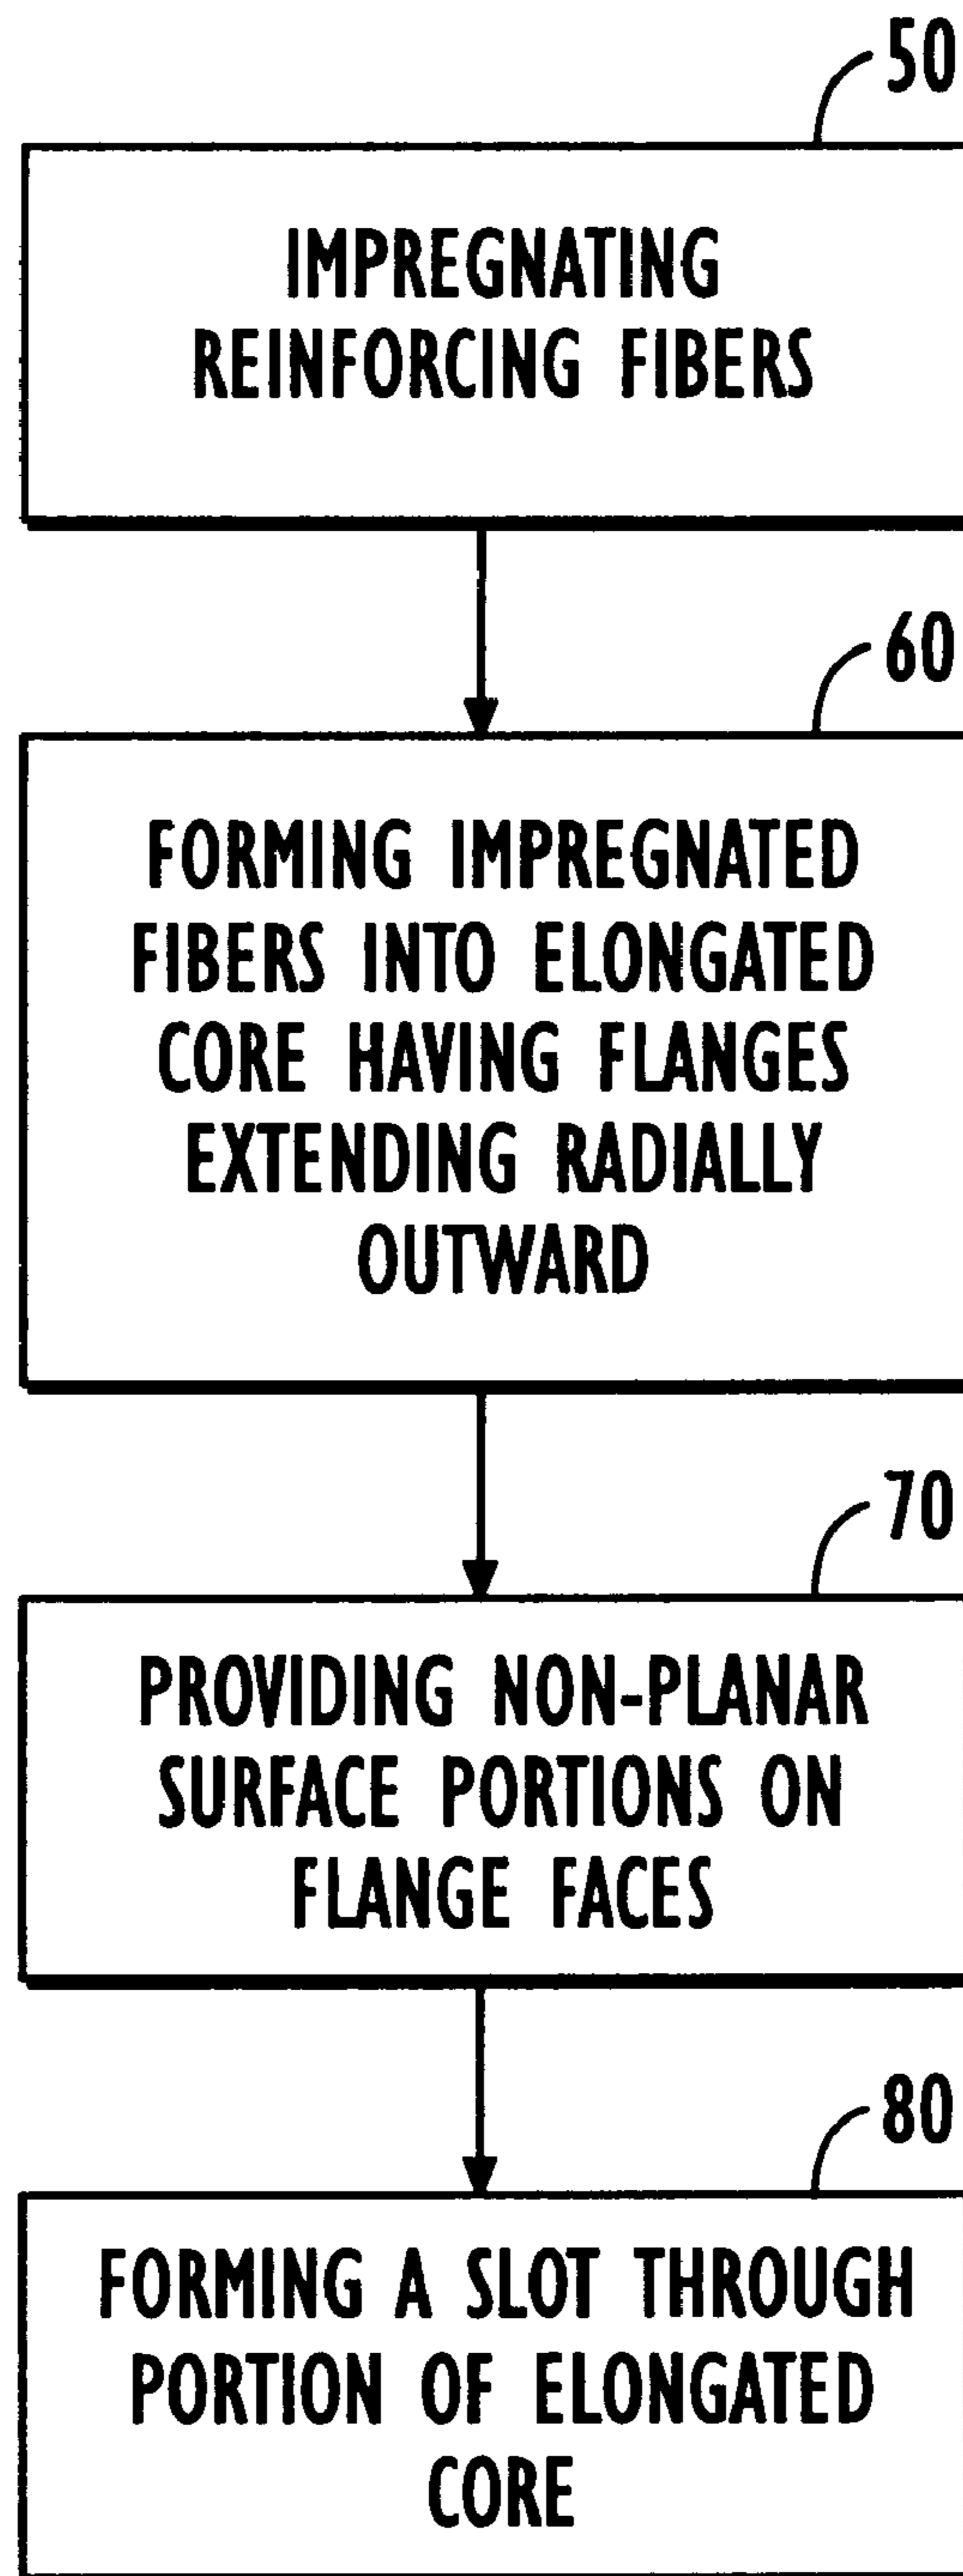 50
IMPREGNATING
REINFORCING FIBERS
60
FORMING IMPREGNATED
FIBERS INTO ELONGATED
CORE HAVING FLANGES
EXTENDING RADIALLY
OUTWARD
70
PROVIDING NON-PLANAR
SURFACE PORTIONS ON
FLANGE FACES
80
FORMING A SLOT THROUGH
PORTION OF ELONGATED
CORE